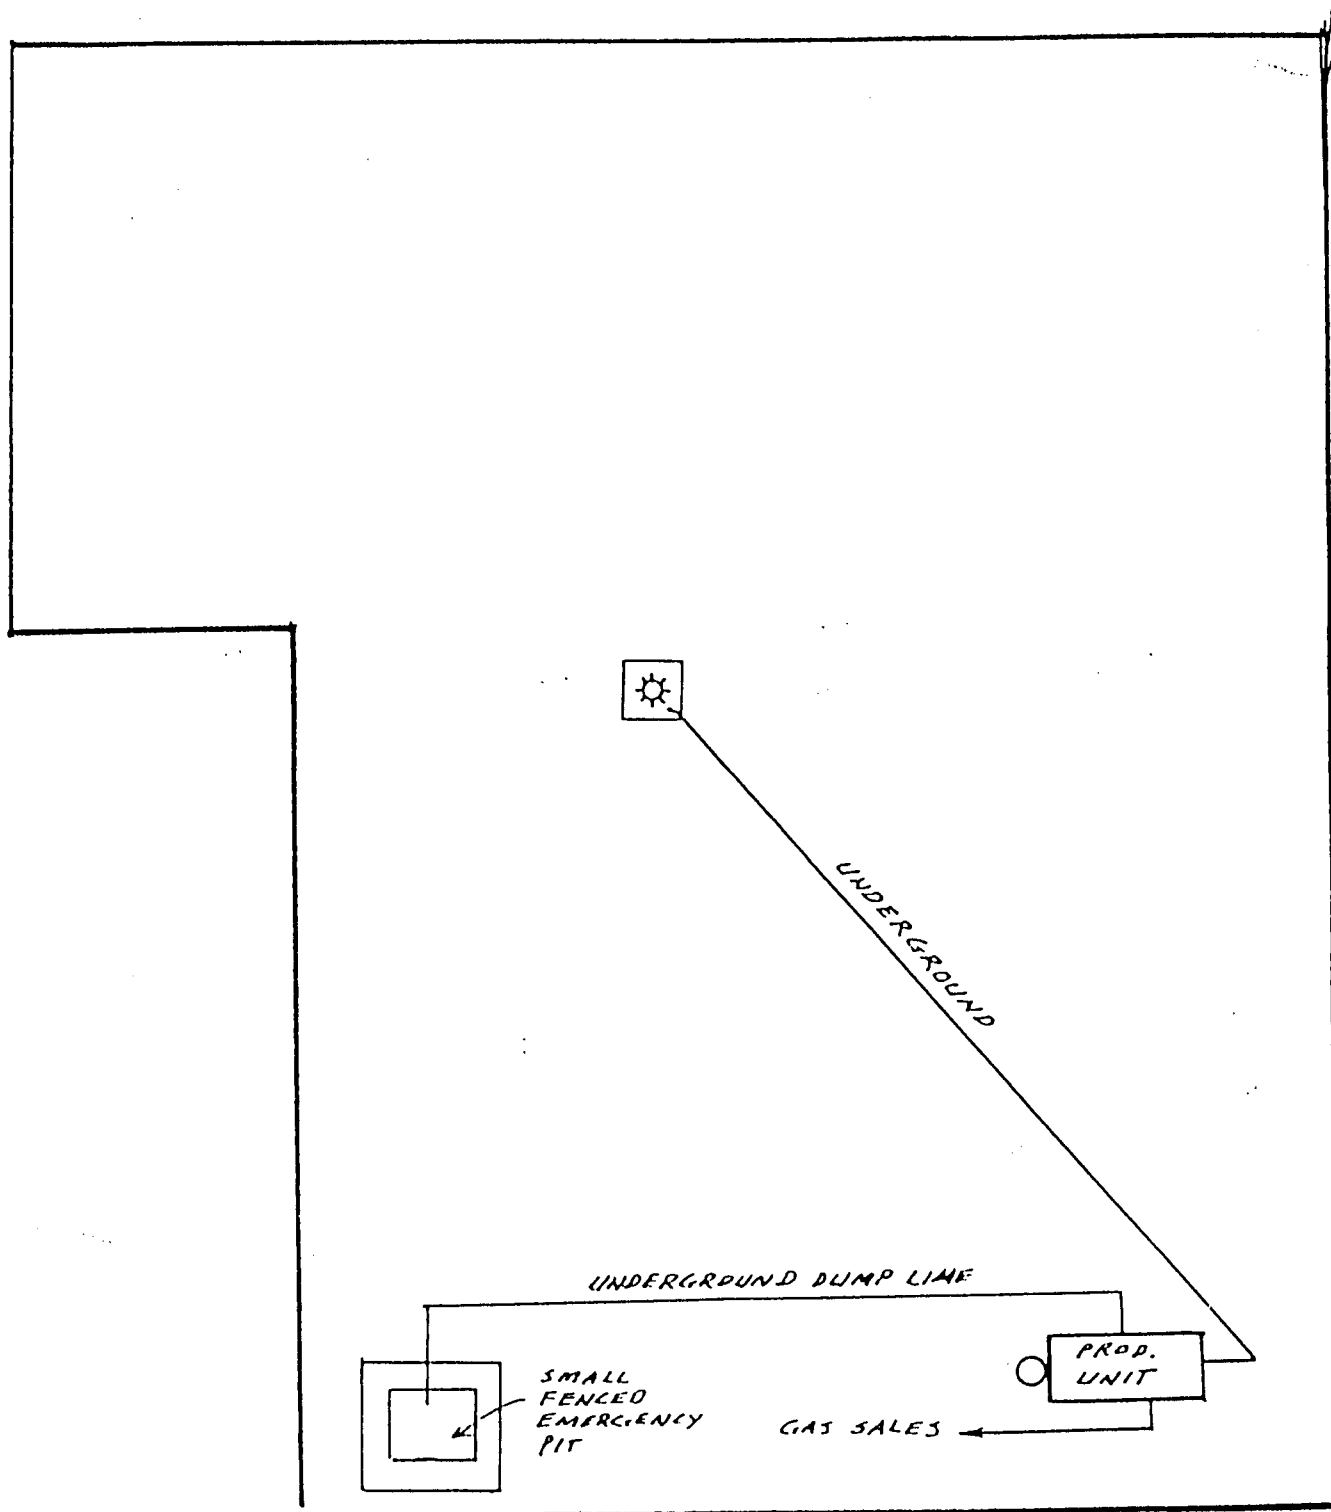 UNDERGROUND
UNDERGROUND DUMP LINE
PROD.
UNIT
SMALL
FENCED
EMERGENCY
PIT
GAS SALES